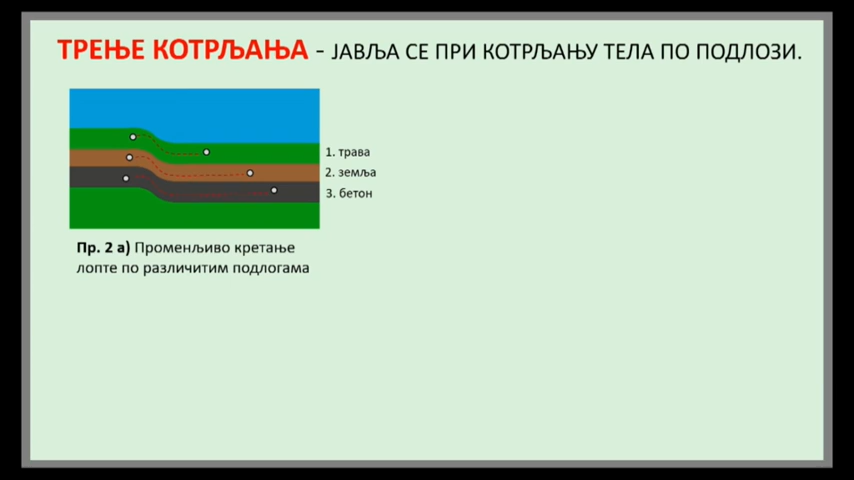 ТРЕЊЕ КОТРЉАЊА - ЈАВЉА СЕ ПРИ КОТРЉАЊУ ТЕЛА ПО ПОДЛОЗИ.
1. трава
2. земља
3. бетон
Пр. 2 а) Променљиво кретање
лопте по различитим подлогама